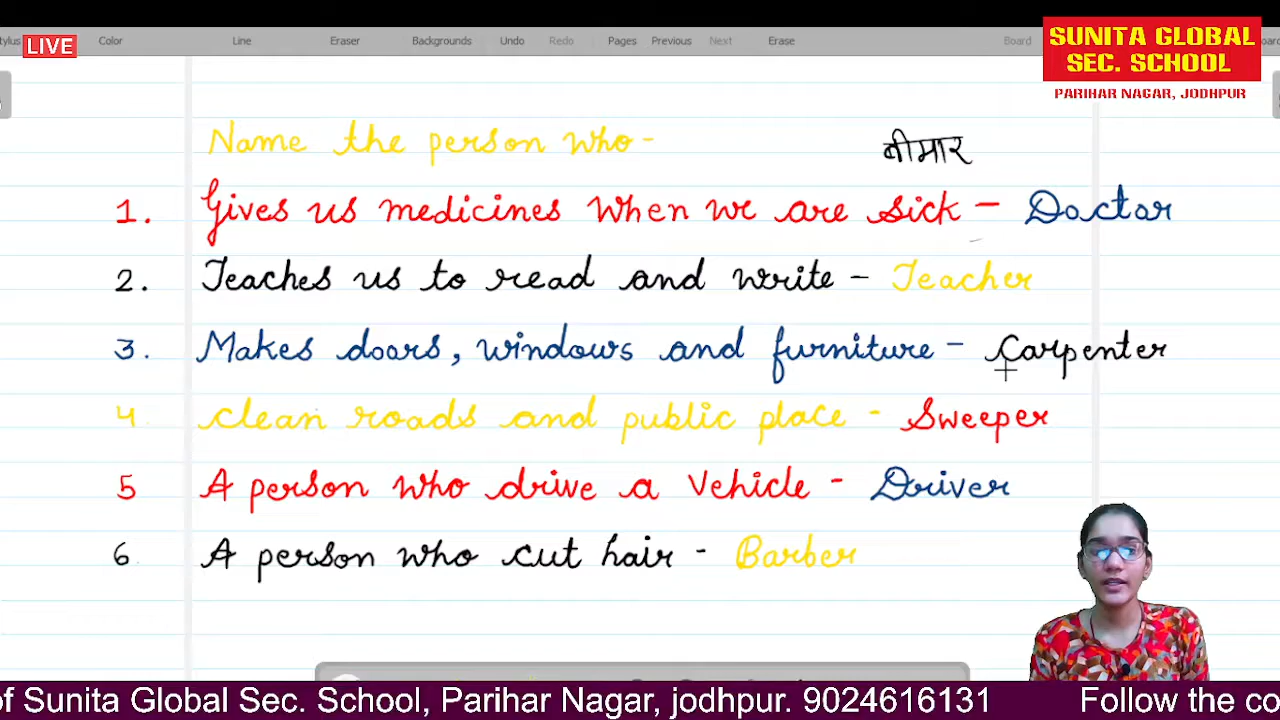 LIVE
Color Line Eraser Backgrounds Undo Redo Pages Previous Next Erase Board
SUNITA GLOBAL
SEC. SCHOOL
PARIHAR NAGAR, JODHPUR
Name the person who-
बीमार
1. Gives us medicines when we are sick - Doctor
2. Teaches us to read and write - Teacher
3. Makes doors, windows and furniture - Carpenter
4. clean roads and public place - Sweeper
5 A person who drive a vehicle - Driver
6. A person who cut hair - Barber
of Sunita Global Sec. School, Parihar Nagar, jodhpur. 9024616131 Follow the co